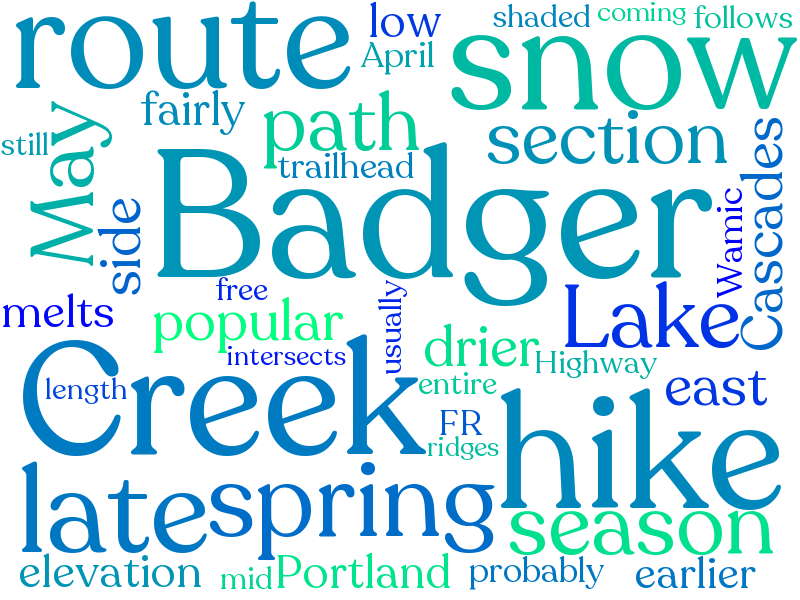 route
low
shaded
coming
follows
April
snow
fairly
path
section
still
May
trailhead
side
Badger
Cascades
Wamic
free
melts
popular
usually
Lake
intersects
drier
Highway
Creek
length
entire
east
FR
ridges
hike
late
spring
season
elevation
mid
Portland
probably
earlier